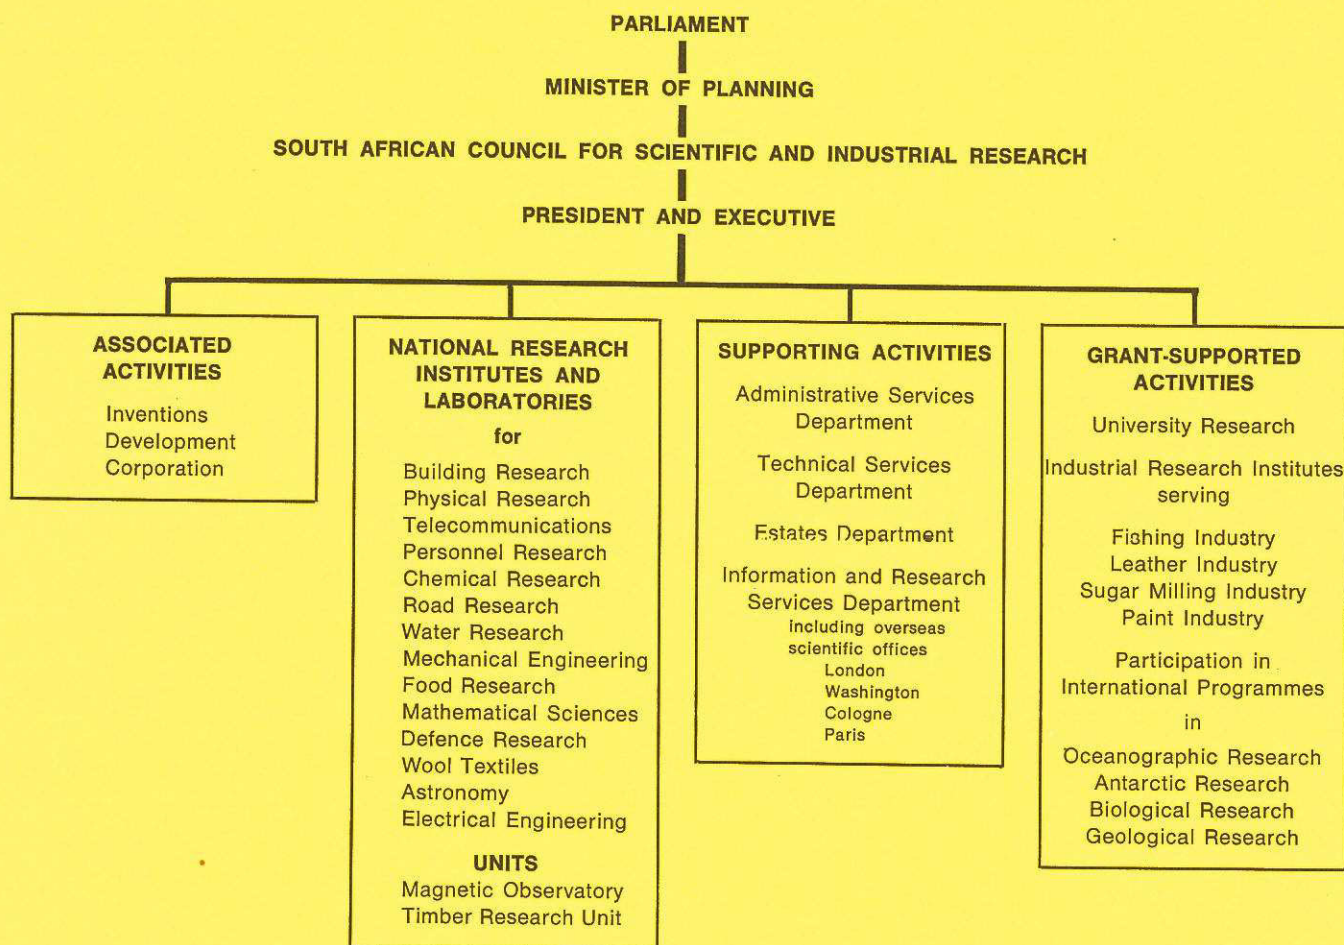 PARLIAMENT
MINISTER OF PLANNING
SOUTH AFRICAN COUNCIL FOR SCIENTIFIC AND INDUSTRIAL RESEARCH
PRESIDENT AND EXECUTIVE
ASSOCIATED
ACTIVITIES
Inventions
Development
Corporation
NATIONAL RESEARCH
INSTITUTES AND
LABORATORIES
for
Building Research
Physical Research
Telecommunications
Personnel Research
Chemical Research
Road Research
Water Research
Mechanical Engineering
Food Research
Mathematical Sciences
Defence Research
Wool Textiles
Astronomy
Electrical Engineering
UNITS
Magnetic Observatory
Timber Research Unit
SUPPORTING ACTIVITIES
Administrative Services
Department
Technical Services
Department
Estates Department
Information and Research
Services Department
including overseas
scientific offices
London
Washington
Cologne
Paris
GRANT-SUPPORTED
ACTIVITIES
University Research
Industrial Research Institutes
serving
Fishing Industry
Leather Industry
Sugar Milling Industry
Paint Industry
Participation in
International Programmes
in
Oceanographic Research
Antarctic Research
Biological Research
Geological Research